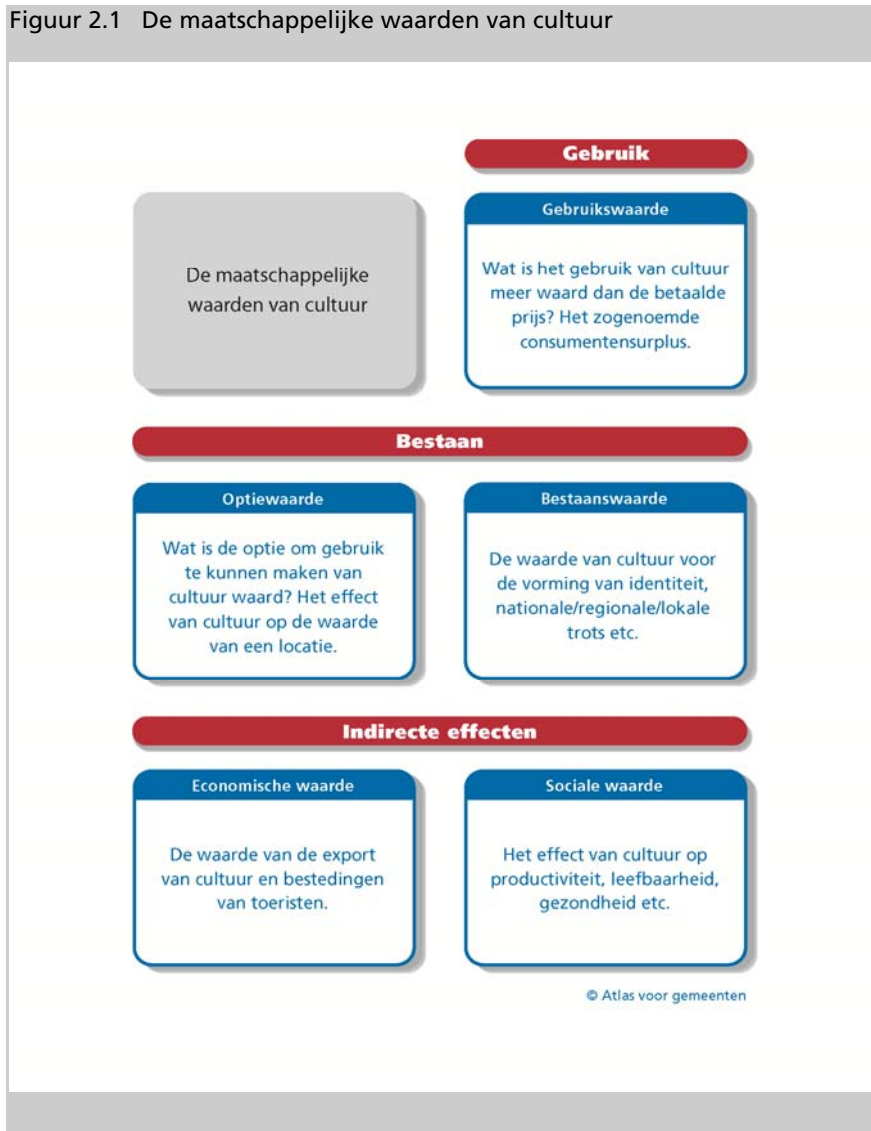 Figuur 2.1 De maatschappelijke waarden van cultuur
Gebruik
De maatschappelijke
waarden van cultuur
Gebruikswaarde
Wat is het gebruik van cultuur
meer waard dan de betaalde
prijs? Het zogenoemde
consumentensurplus.
Bestaan
Optiewaarde
Wat is de optie om gebruik
te kunnen maken van
cultuur waard? Het effect
van cultuur op de waarde
van een locatie.
Bestaanswaarde
De waarde van cultuur voor
de vorming van identiteit,
nationale/regionale/lokale
trots etc.
Indirecte effecten
Economische waarde
De waarde van de export
van cultuur en bestedingen
van toeristen.
Sociale waarde
Het effect van cultuur op
productiviteit, leefbaarheid,
gezondheid etc.
© Atlas voor gemeenten